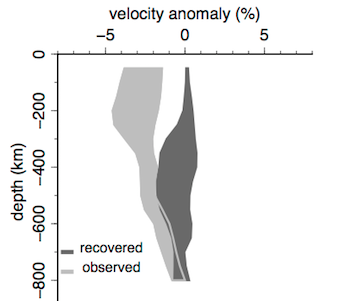 velocity anomaly (%)
−5 0 5
0
−200
−400
−600
−800
depth (km)
recovered
observed